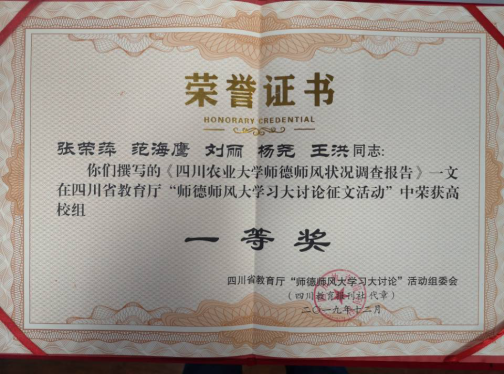 荣誉证书
HONORARY CREDENTIAL
张荣萍 范海鹰 刘丽 杨尧 王洪同志:
你们撰写的《四川农业大学师德师风状况调查报告》一文
在四川省教育厅“师德师风大学习大讨论征文活动”中荣获高
校组
一等奖
四川省教育厅“师德师风大学习大讨论”活动组委会
(四川教育报刊社代章)
二〇一九年十二月